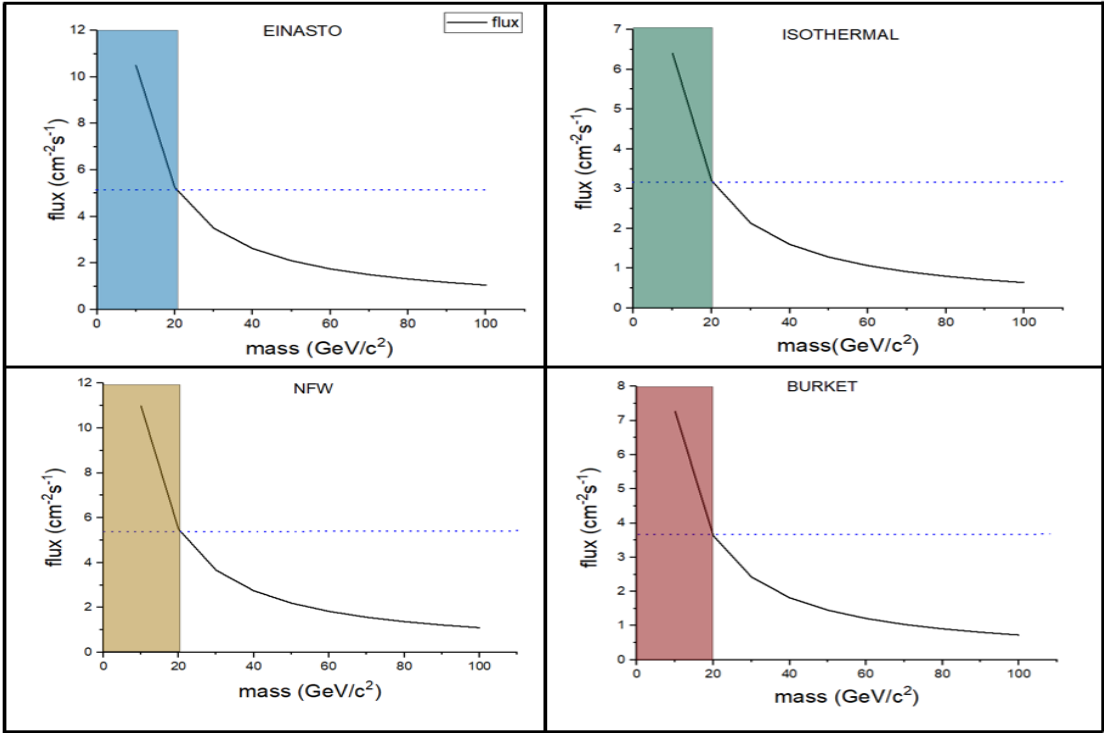 EINASTO
flux
12
10
8
6
4
2
0
flux (cm⁻²s⁻¹)
0 20 40 60 80 100
mass (GeV/c²)
ISOTHERMAL
7
6
5
4
3
2
1
0
flux (cm⁻²s⁻¹)
0 20 40 60 80 100
mass(GeV/c²)
NFW
12
10
8
6
4
2
0
flux (cm⁻²s⁻¹)
0 20 40 60 80 100
mass (GeV/c²)
BURKET
8
7
6
5
4
3
2
1
0
flux (cm⁻²s⁻¹)
0 20 40 60 80 100
mass (GeV/c²)